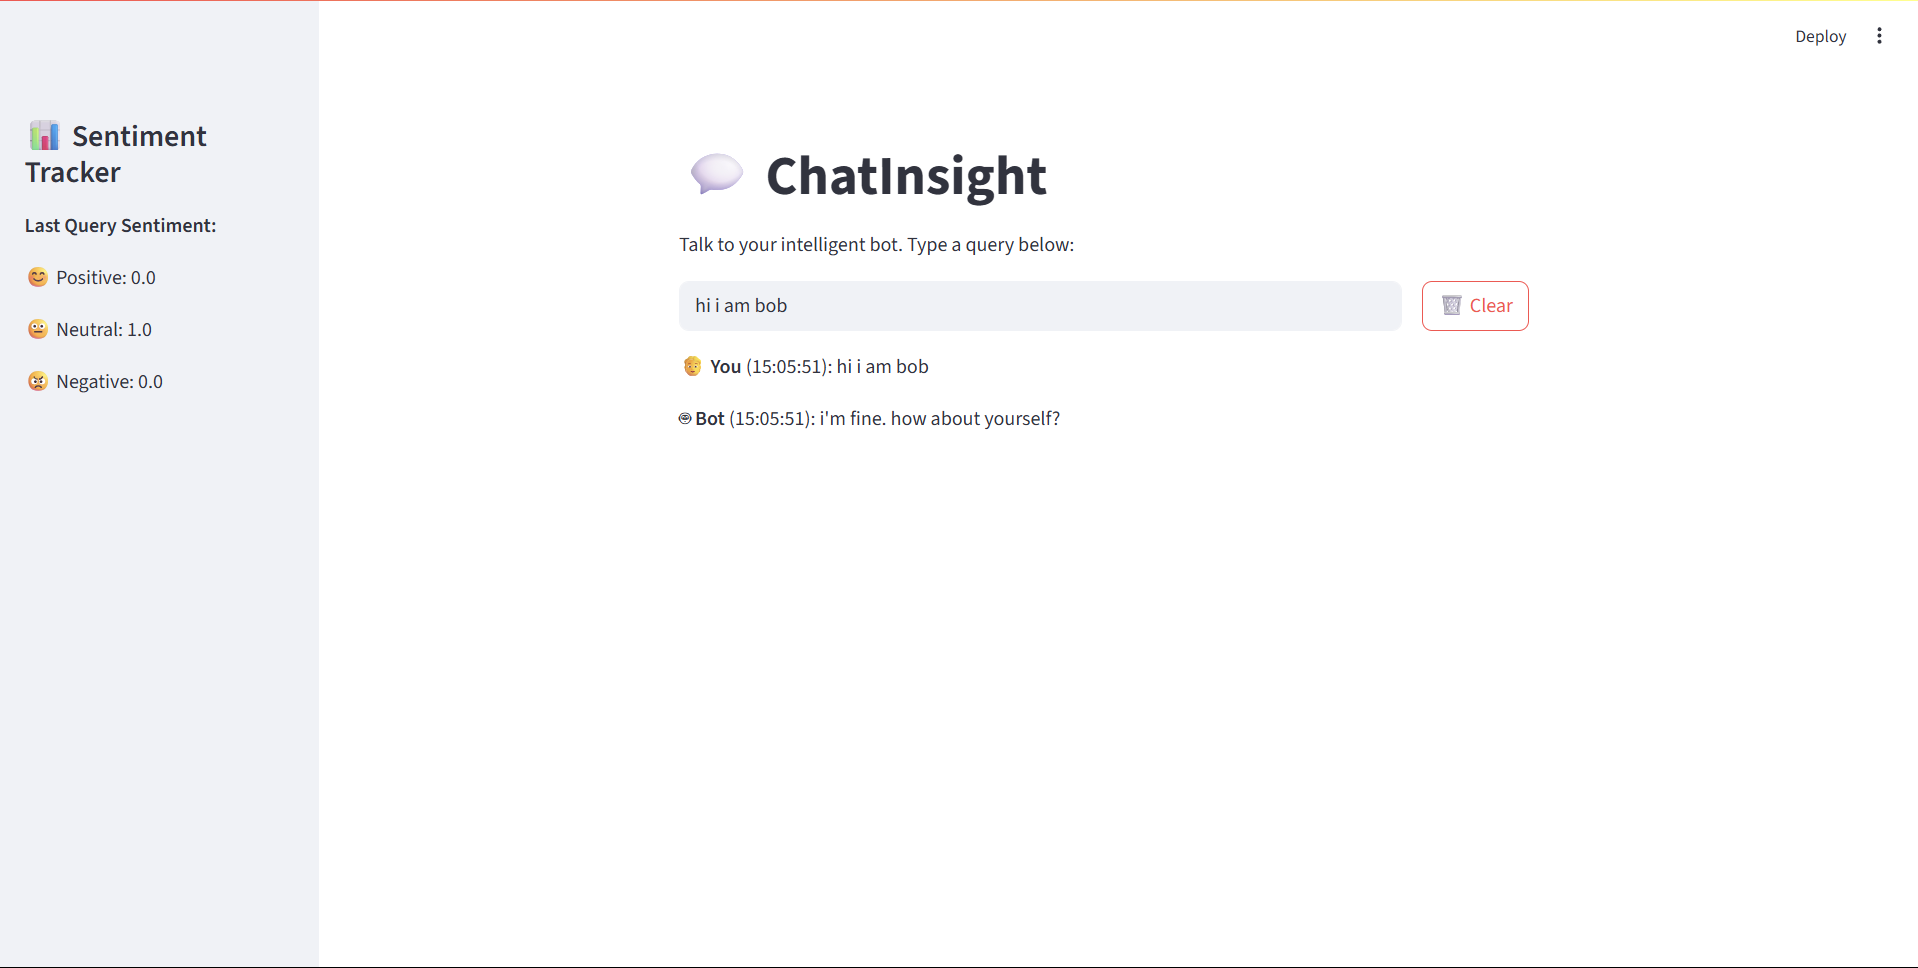 Deploy
📊 Sentiment
Tracker
Last Query Sentiment:
😊 Positive: 0.0
😐 Neutral: 1.0
😠 Negative: 0.0
💬 ChatInsight
Talk to your intelligent bot. Type a query below:
hi i am bob
🗑️ Clear
🧑 You (15:05:51): hi i am bob
🤖 Bot (15:05:51): i'm fine. how about yourself?